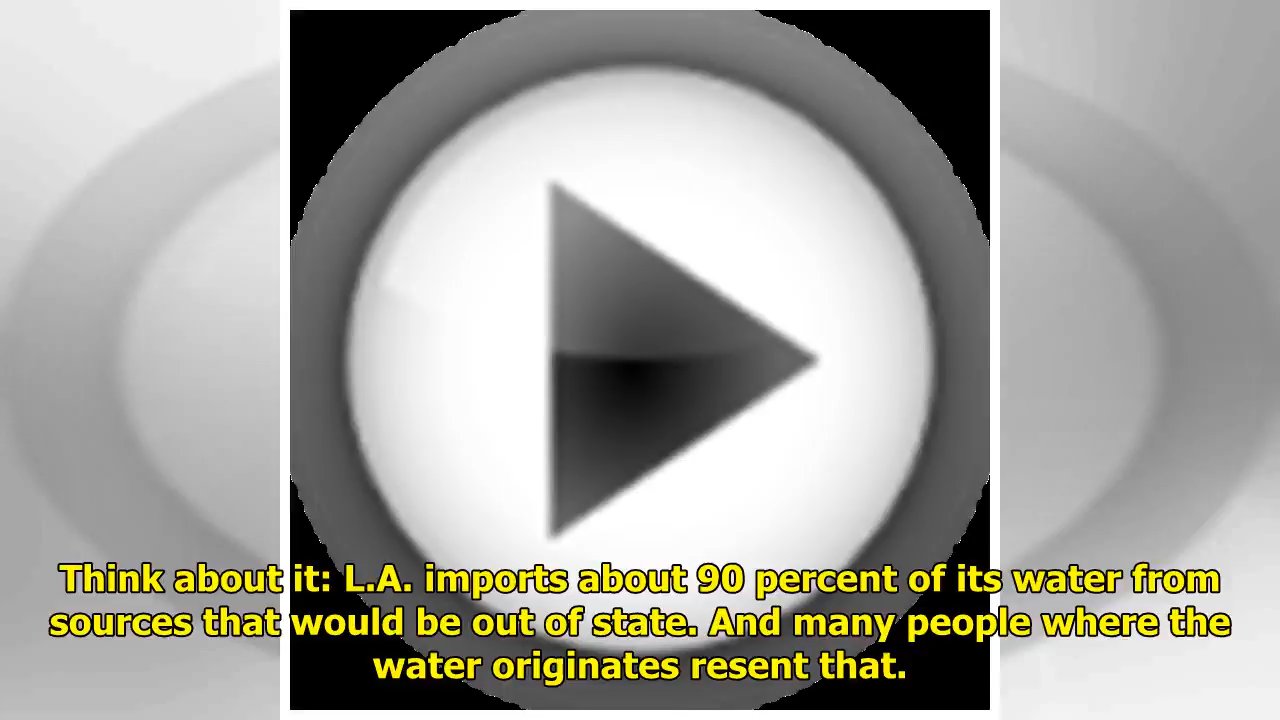 Think about it: L.A. imports about 90 percent of its water from
sources that would be out of state. And many people where the
water originates resent that.